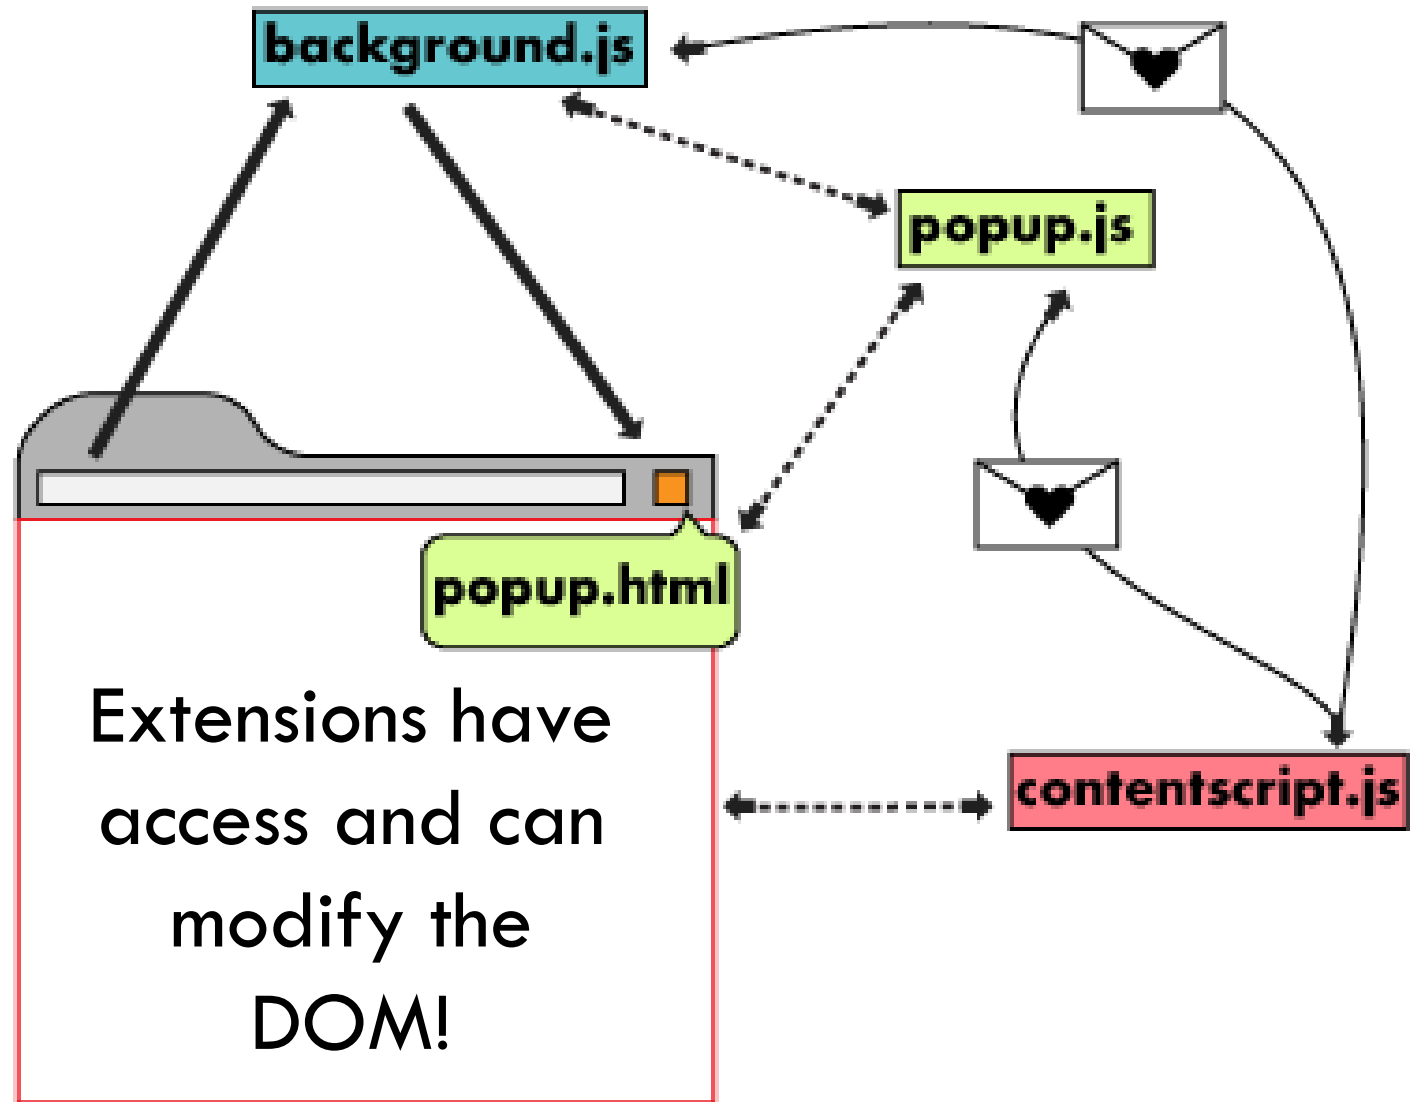 background.js
popup.js
popup.html
Extensions have
access and can
modify the
DOM!
contentscript.js